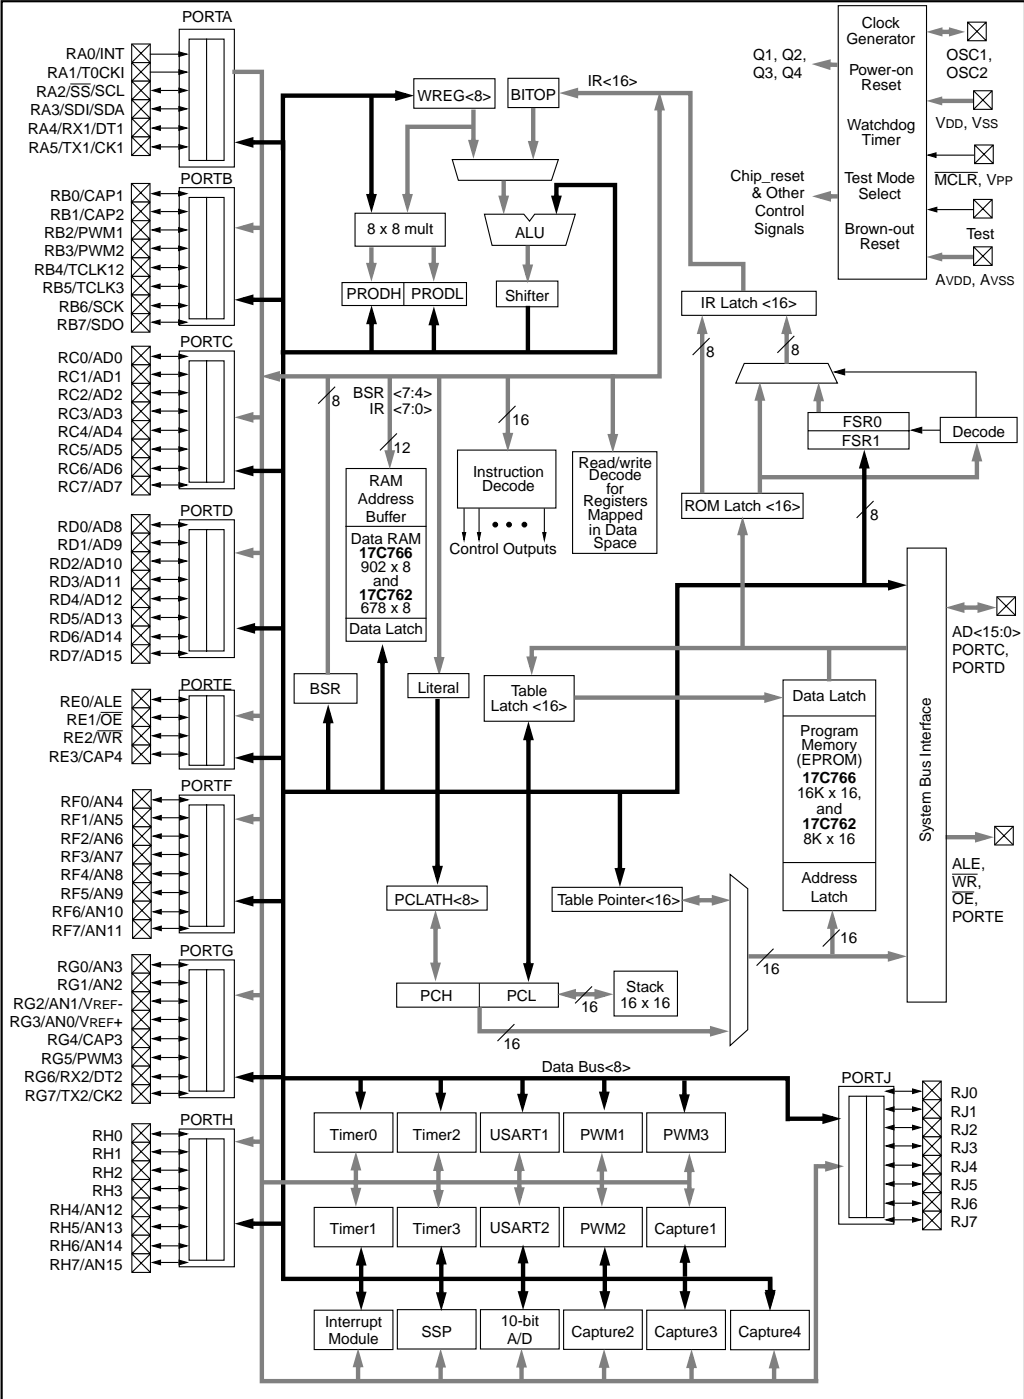 PORTA
RA0/INT
RA1/T0CKI
RA2/SS/SCL
RA3/SDI/SDA
RA4/RX1/DT1
RA5/TX1/CK1
PORTB
RB0/CAP1
RB1/CAP2
RB2/PWM1
RB3/PWM2
RB4/TCLK12
RB5/TCLK3
RB6/SCK
RB7/SDO
PORTC
RC0/AD0
RC1/AD1
RC2/AD2
RC3/AD3
RC4/AD4
RC5/AD5
RC6/AD6
RC7/AD7
PORTD
RD0/AD8
RD1/AD9
RD2/AD10
RD3/AD11
RD4/AD12
RD5/AD13
RD6/AD14
RD7/AD15
PORTE
RE0/ALE
RE1/OE
RE2/WR
RE3/CAP4
PORTF
RF0/AN4
RF1/AN5
RF2/AN6
RF3/AN7
RF4/AN8
RF5/AN9
RF6/AN10
RF7/AN11
PORTG
RG0/AN3
RG1/AN2
RG2/AN1/VREF-
RG3/AN0/VREF+
RG4/CAP3
RG5/PWM3
RG6/RX2/DT2
RG7/TX2/CK2
PORTH
RH0
RH1
RH2
RH3
RH4/AN12
RH5/AN13
RH6/AN14
RH7/AN15
WREG<8>
BITOP
IR<16>
8 x 8 mult
ALU
PRODH
PRODL
Shifter
Q1, Q2,
Q3, Q4
Chip_reset
& Other
Control
Signals
Clock
Generator
Power-on
Reset
Watchdog
Timer
Test Mode
Select
Brown-out
Reset
OSC1,
OSC2
VDD, VSS
MCLR, VPP
Test
AVDD, AVSS
IR Latch <16>
8
8
FSR0
FSR1
Decode
ROM Latch <16>
8
8
BSR <7:4>
IR <7:0>
12
16
RAM
Address
Buffer
Data RAM
17C766
902 x 8
and
17C762
678 x 8
Data Latch
Instruction
Decode
Control Outputs
Read/write
Decode
for
Registers
Mapped
in Data
Space
BSR
Literal
Table
Latch <16>
Data Latch
Program
Memory
(EPROM)
17C766
16K x 16,
and
17C762
8K x 16
Address
Latch
16
System Bus Interface
AD<15:0>
PORTC,
PORTD
ALE,
WR,
OE,
PORTE
PCLATH<8>
Table Pointer<16>
PCH
PCL
16
Stack
16 x 16
16
16
Data Bus<8>
Timer0
Timer2
USART1
PWM1
PWM3
Timer1
Timer3
USART2
PWM2
Capture1
Interrupt
Module
SSP
10-bit
A/D
Capture2
Capture3
Capture4
PORTJ
RJ0
RJ1
RJ2
RJ3
RJ4
RJ5
RJ6
RJ7